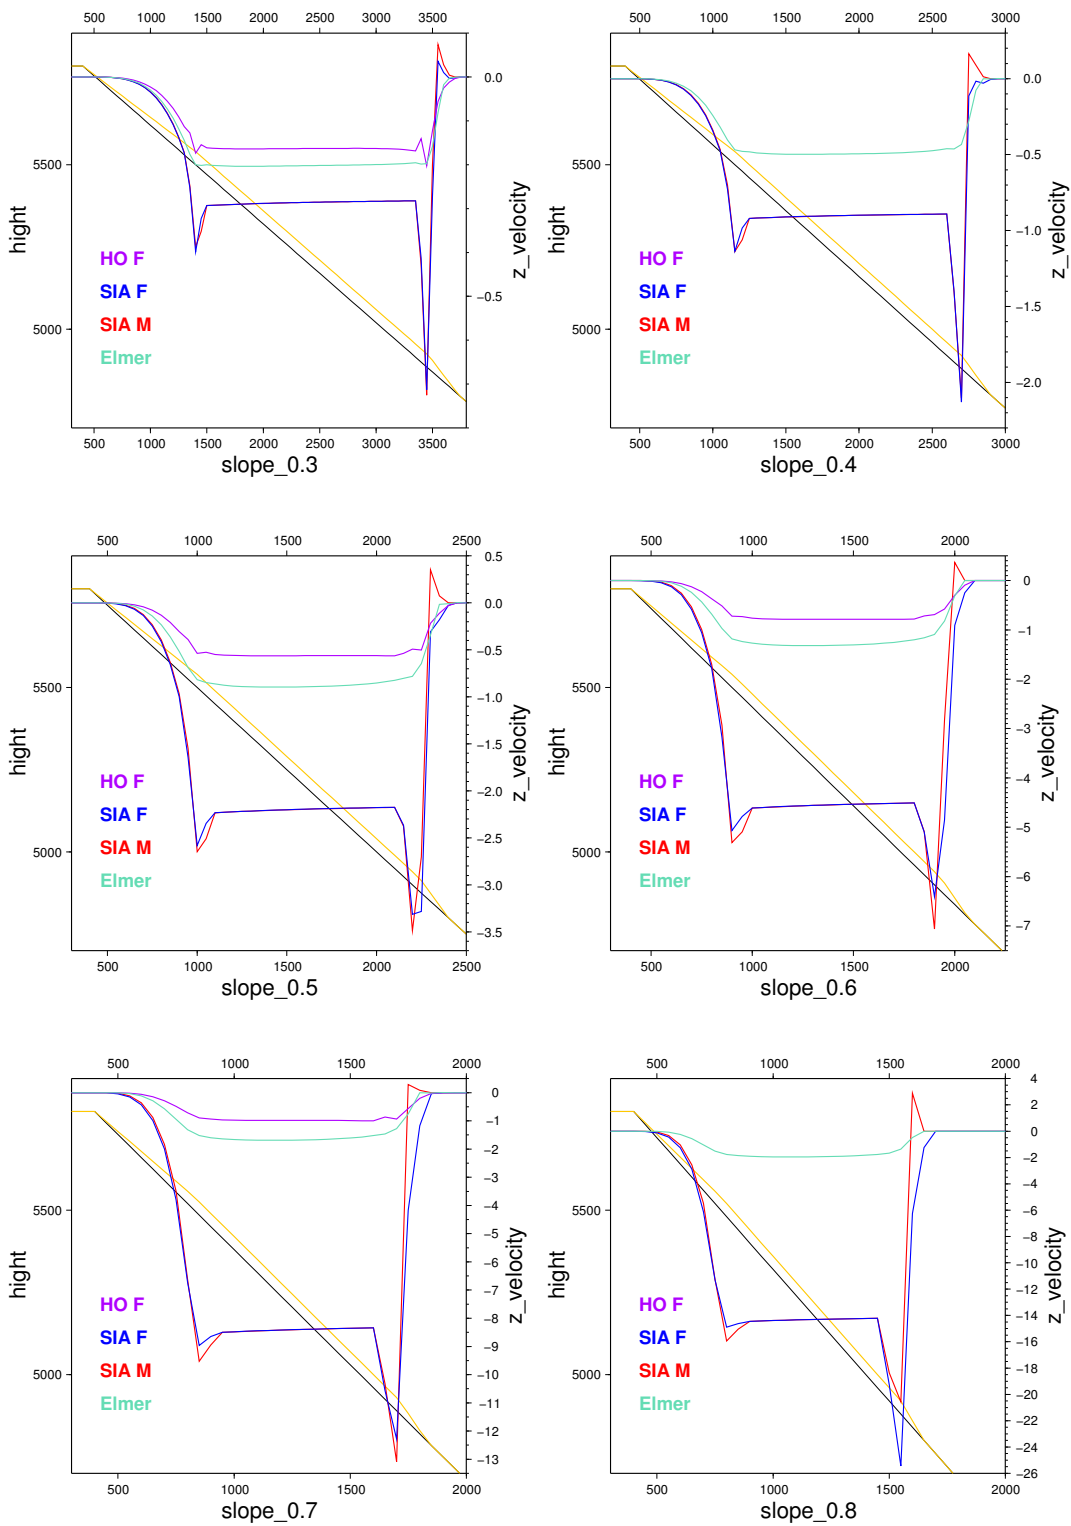 500 1000 1500 2000 2500 3000 3500
500 1000 1500 2000 2500 3000
5500
5000
hight
0.0
−0.5
z_velocity
HO F
SIA F
SIA M
Elmer
500 1000 1500 2000 2500 3000 3500
slope_0.3
5500
5000
hight
0.0
−0.5
−1.0
−1.5
−2.0
z_velocity
HO F
SIA F
SIA M
Elmer
500 1000 1500 2000 2500 3000
slope_0.4
500 1000 1500 2000 2500
500 1000 1500 2000
5500
5000
hight
0.5
0.0
−0.5
−1.0
−1.5
−2.0
−2.5
−3.0
−3.5
z_velocity
HO F
SIA F
SIA M
Elmer
500 1000 1500 2000 2500
slope_0.5
5500
5000
hight
0
−1
−2
−3
−4
−5
−6
−7
z_velocity
HO F
SIA F
SIA M
Elmer
500 1000 1500 2000
slope_0.6
500 1000 1500 2000
500 1000 1500 2000
5500
5000
hight
0
−1
−2
−3
−4
−5
−6
−7
−8
−9
−10
−11
−12
−13
z_velocity
HO F
SIA F
SIA M
Elmer
500 1000 1500 2000
slope_0.7
5500
5000
hight
4
2
0
−2
−4
−6
−8
−10
−12
−14
−16
−18
−20
−22
−24
−26
z_velocity
HO F
SIA F
SIA M
Elmer
500 1000 1500 2000
slope_0.8